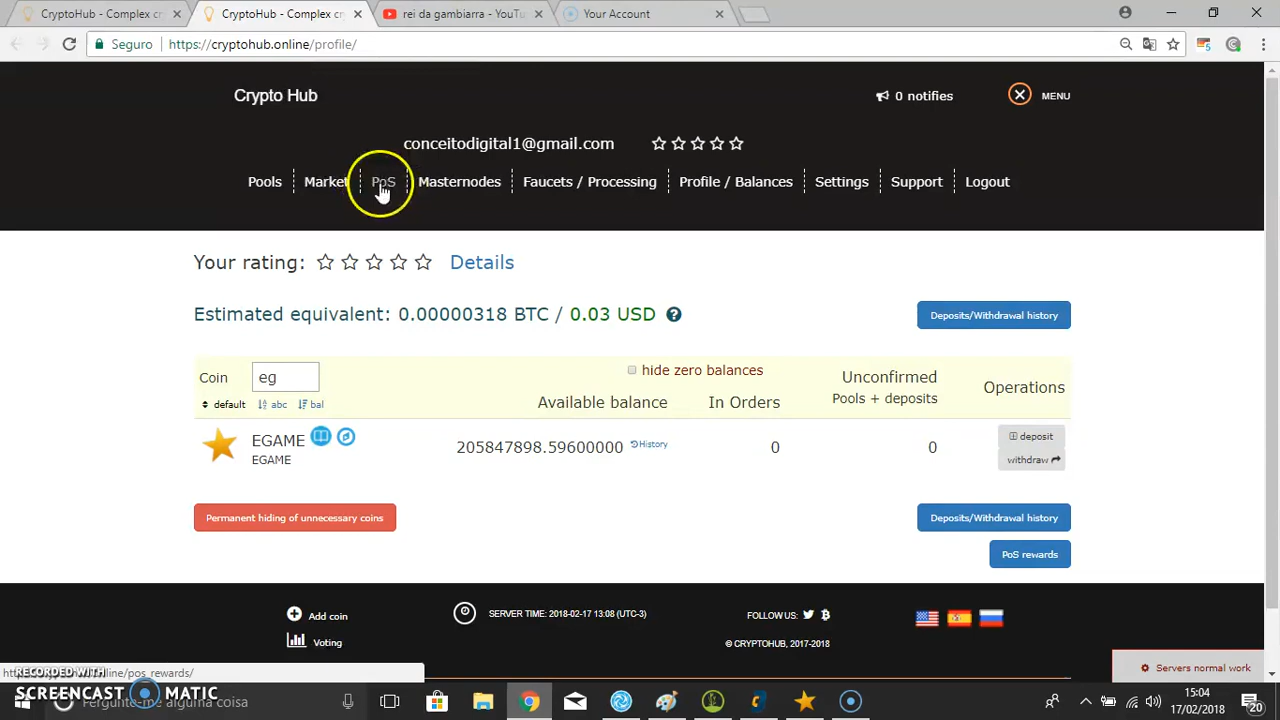 CryptoHub - Complex cr
CryptoHub - Complex cr
rei da gambiarra - YouTu
Your Account
Seguro
https://cryptohub.online/profile/
Crypto Hub
0 notifies
MENU
conceitodigital1@gmail.com
Pools
Market
PoS
Masternodes
Faucets / Processing
Profile / Balances
Settings
Support
Logout
Your rating:
Details
Estimated equivalent: 0.00000318 BTC / 0.03 USD
Deposits/Withdrawal history
Coin
eg
hide zero balances
Unconfirmed
Pools + deposits
Operations
default
abc
bal
Available balance
In Orders
EGAME
EGAME
205847898.59600000
History
0
0
deposit
withdraw
Permanent hiding of unnecessary coins
Deposits/Withdrawal history
PoS rewards
Add coin
Voting
SERVER TIME: 2018-02-17 13:08 (UTC-3)
FOLLOW US:
© CRYPTOHUB, 2017-2018
Servers normal work
RECORDED WITH
SCREENCAST MATIC
Pergunte-me alguma coisa
15:04
17/02/2018
20